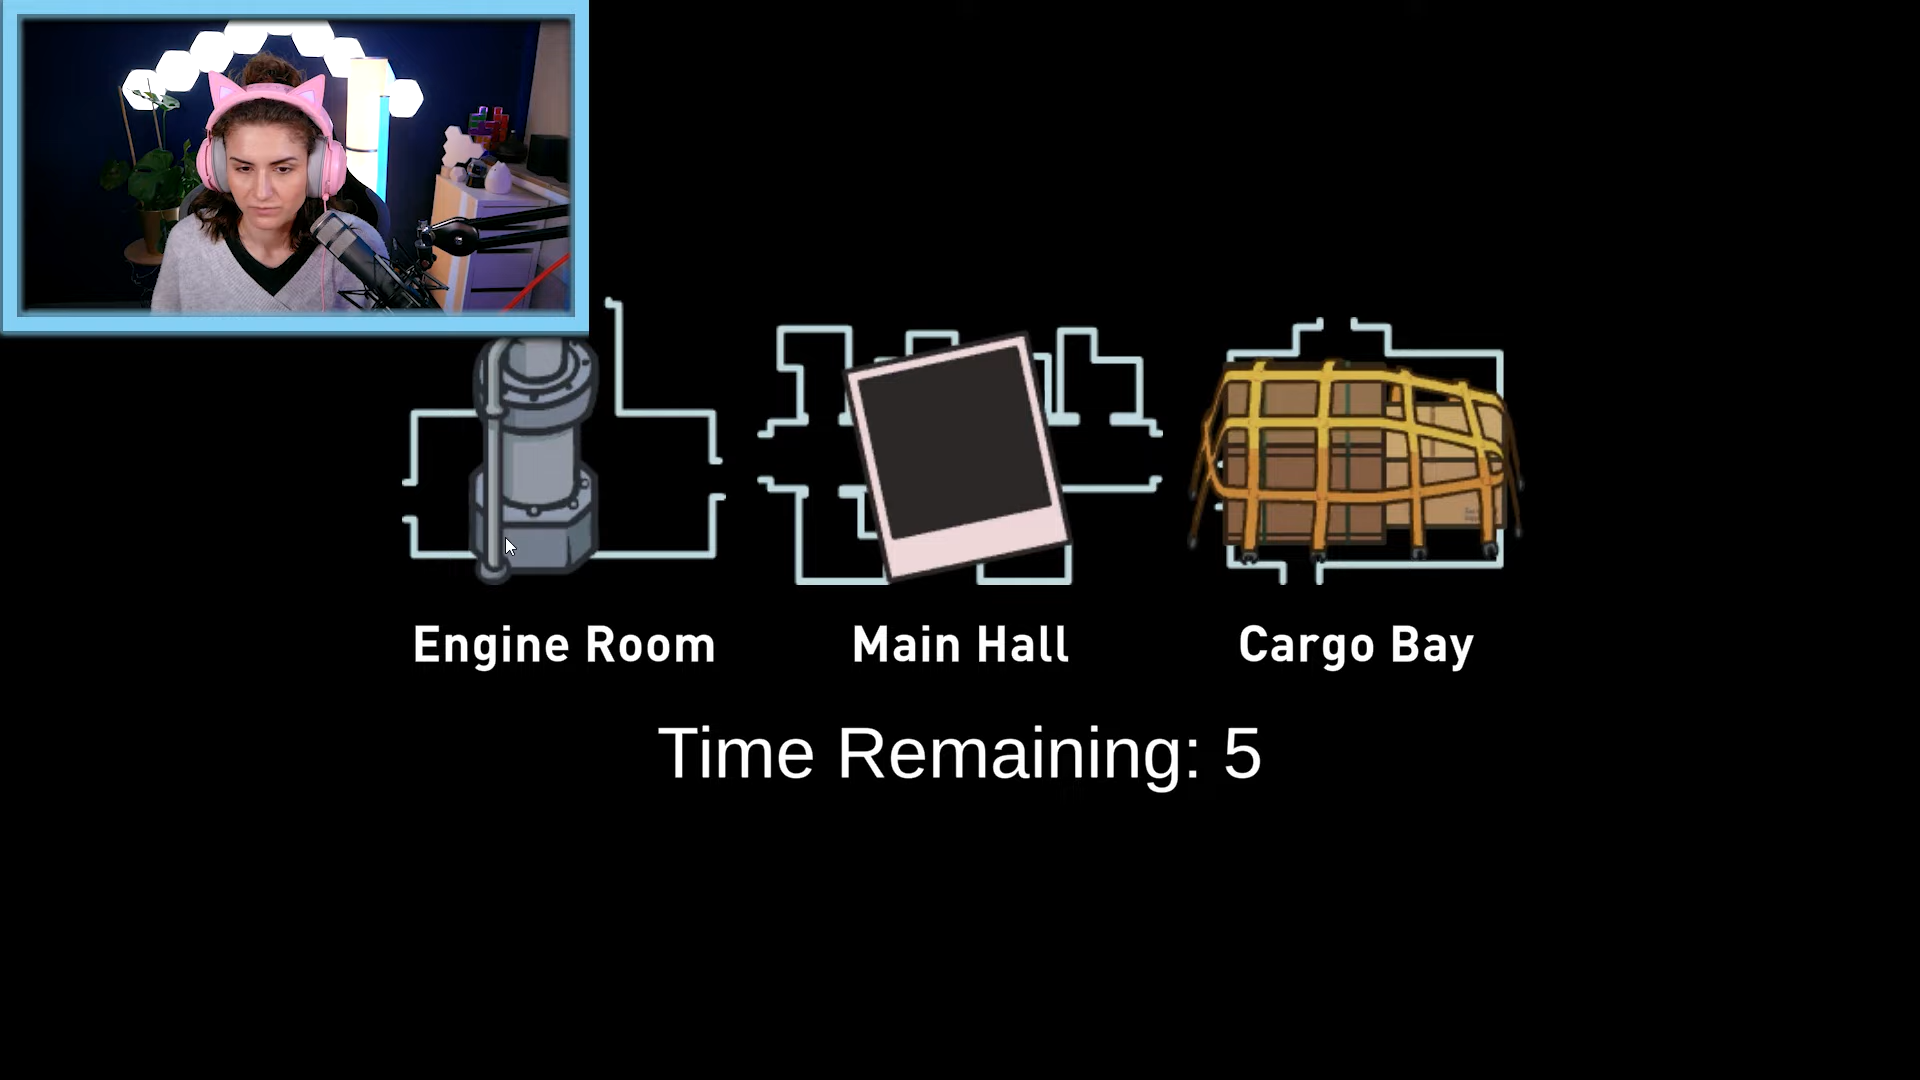 Engine Room
Main Hall
Cargo Bay
Time Remaining: 5